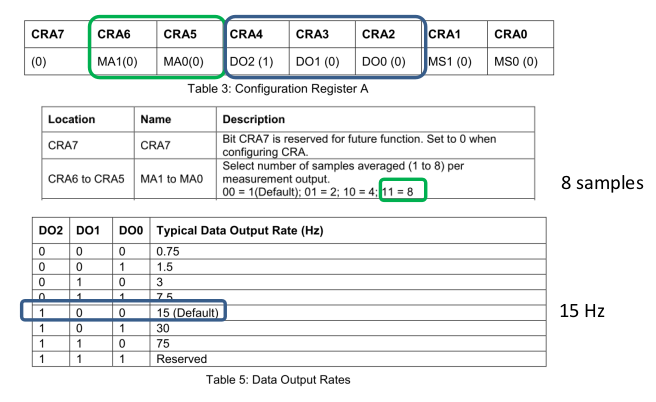 CRA7 CRA6 CRA5 CRA4 CRA3 CRA2 CRA1 CRA0
(0) MA1(0) MA0(0) DO2 (1) DO1 (0) DO0 (0) MS1 (0) MS0 (0)
Table 3: Configuration Register A
Location Name Description
CRA7 CRA7 Bit CRA7 is reserved for future function. Set to 0 when
configuring CRA.
CRA6 to CRA5 MA1 to MA0 Select number of samples averaged (1 to 8) per
measurement output.
00 = 1(Default); 01 = 2; 10 = 4; 11 = 8
8 samples
DO2 DO1 DO0 Typical Data Output Rate (Hz)
0 0 0 0.75
0 0 1 1.5
0 1 0 3
0 1 1 7.5
1 0 0 15 (Default)
15 Hz
1 0 1 30
1 1 0 75
1 1 1 Reserved
Table 5: Data Output Rates